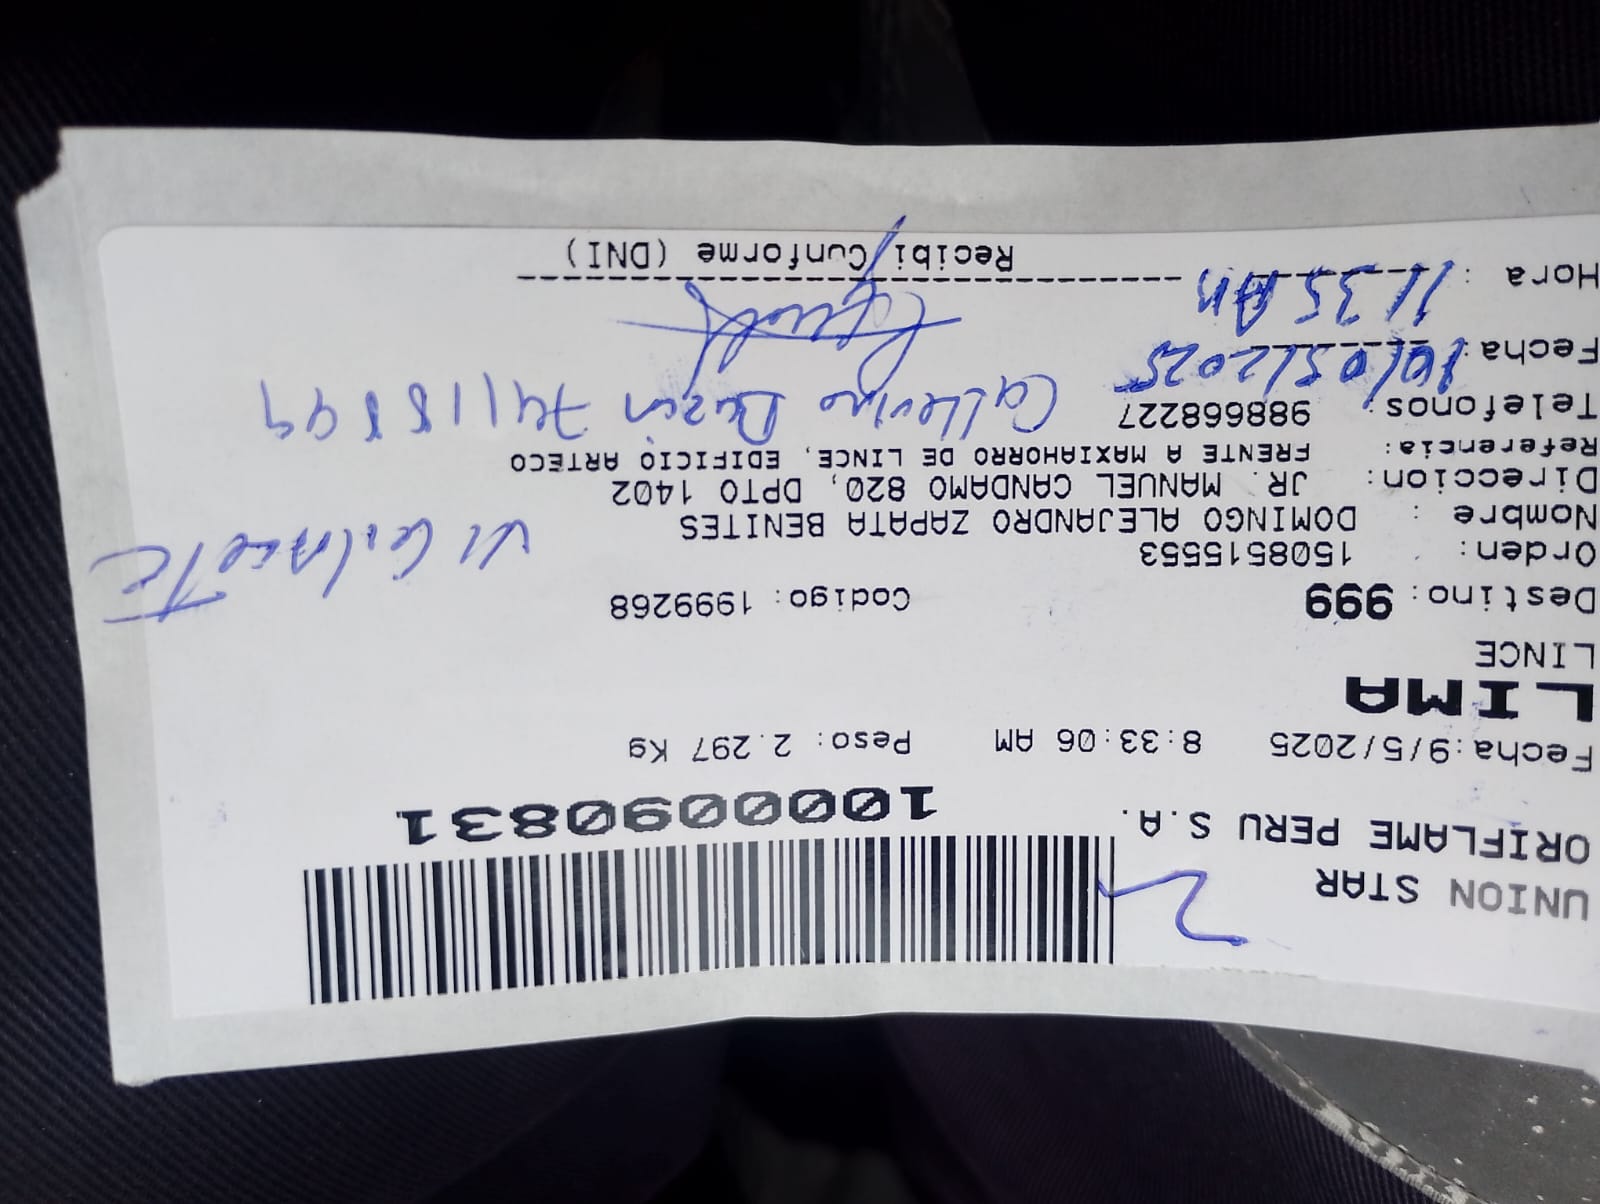 UNION STAR
ORIFLAME PERU S.A.
1000090831
Fecha:9/5/2025 8:33:06 AM Peso: 2.297 Kg
LIMA
LINCE
Destino: 999 Codigo: 1999268
Orden: 1508515553
Nombre : DOMINGO ALEJANDRO ZAPATA BENITES
Direccion: JR. MANUEL CANDAMO 820, DPTO 1402
Referencia: FRENTE A MAXIAHORRO DE LINCE, EDIFICIO ARTECO
Telefonos: 988668227
Fecha: 10/05/2025
Hora : 11 35 AM
Recibi Conforme (DNI)